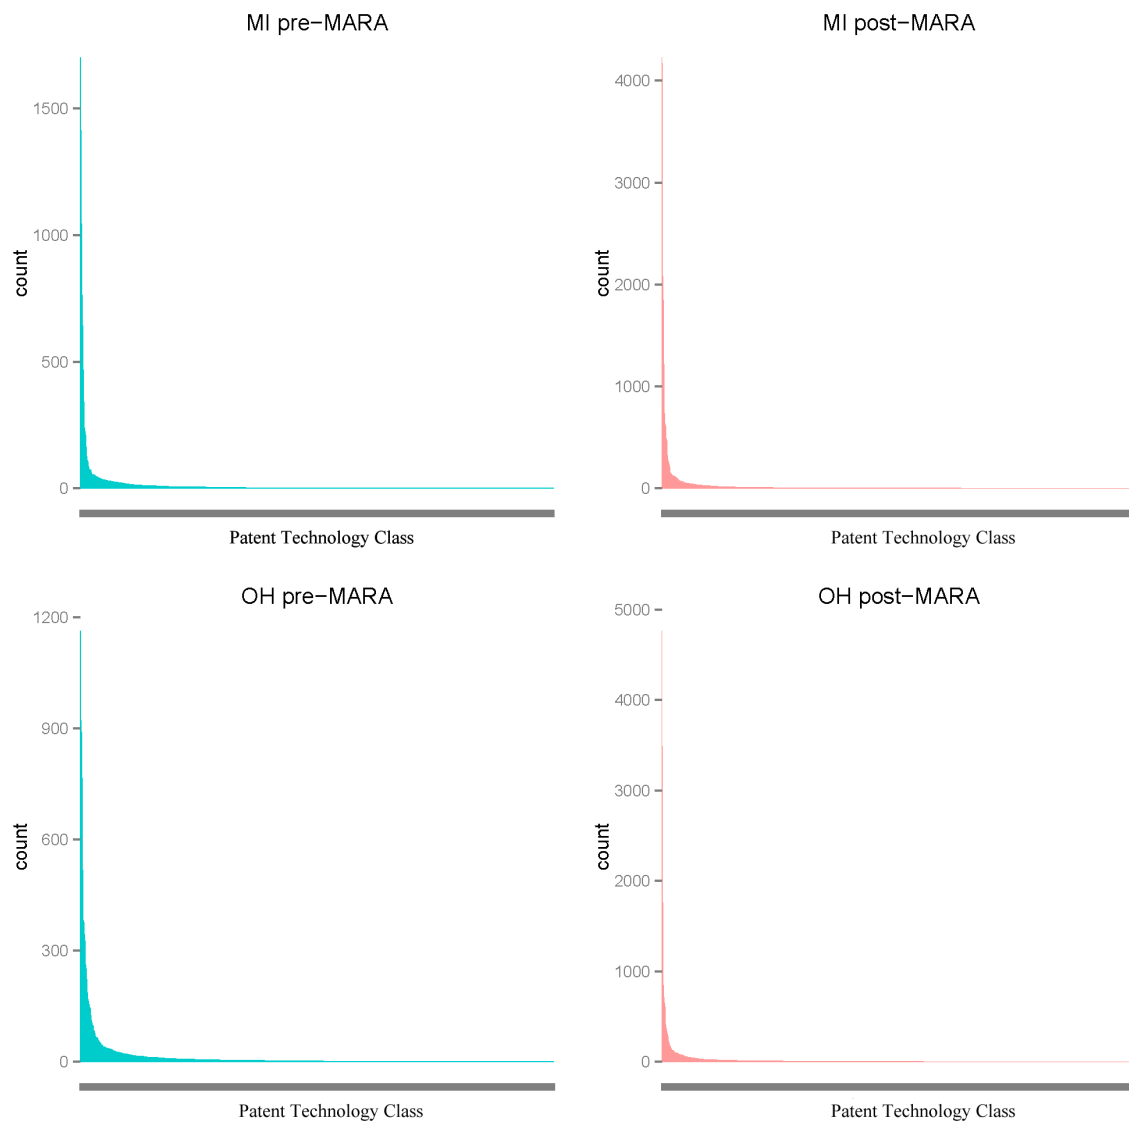 MI pre−MARA
1500
1000
500
0
count
Patent Technology Class
MI post−MARA
4000
3000
2000
1000
0
count
Patent Technology Class
OH pre−MARA
1200
900
600
300
0
count
Patent Technology Class
OH post−MARA
5000
4000
3000
2000
1000
0
count
Patent Technology Class